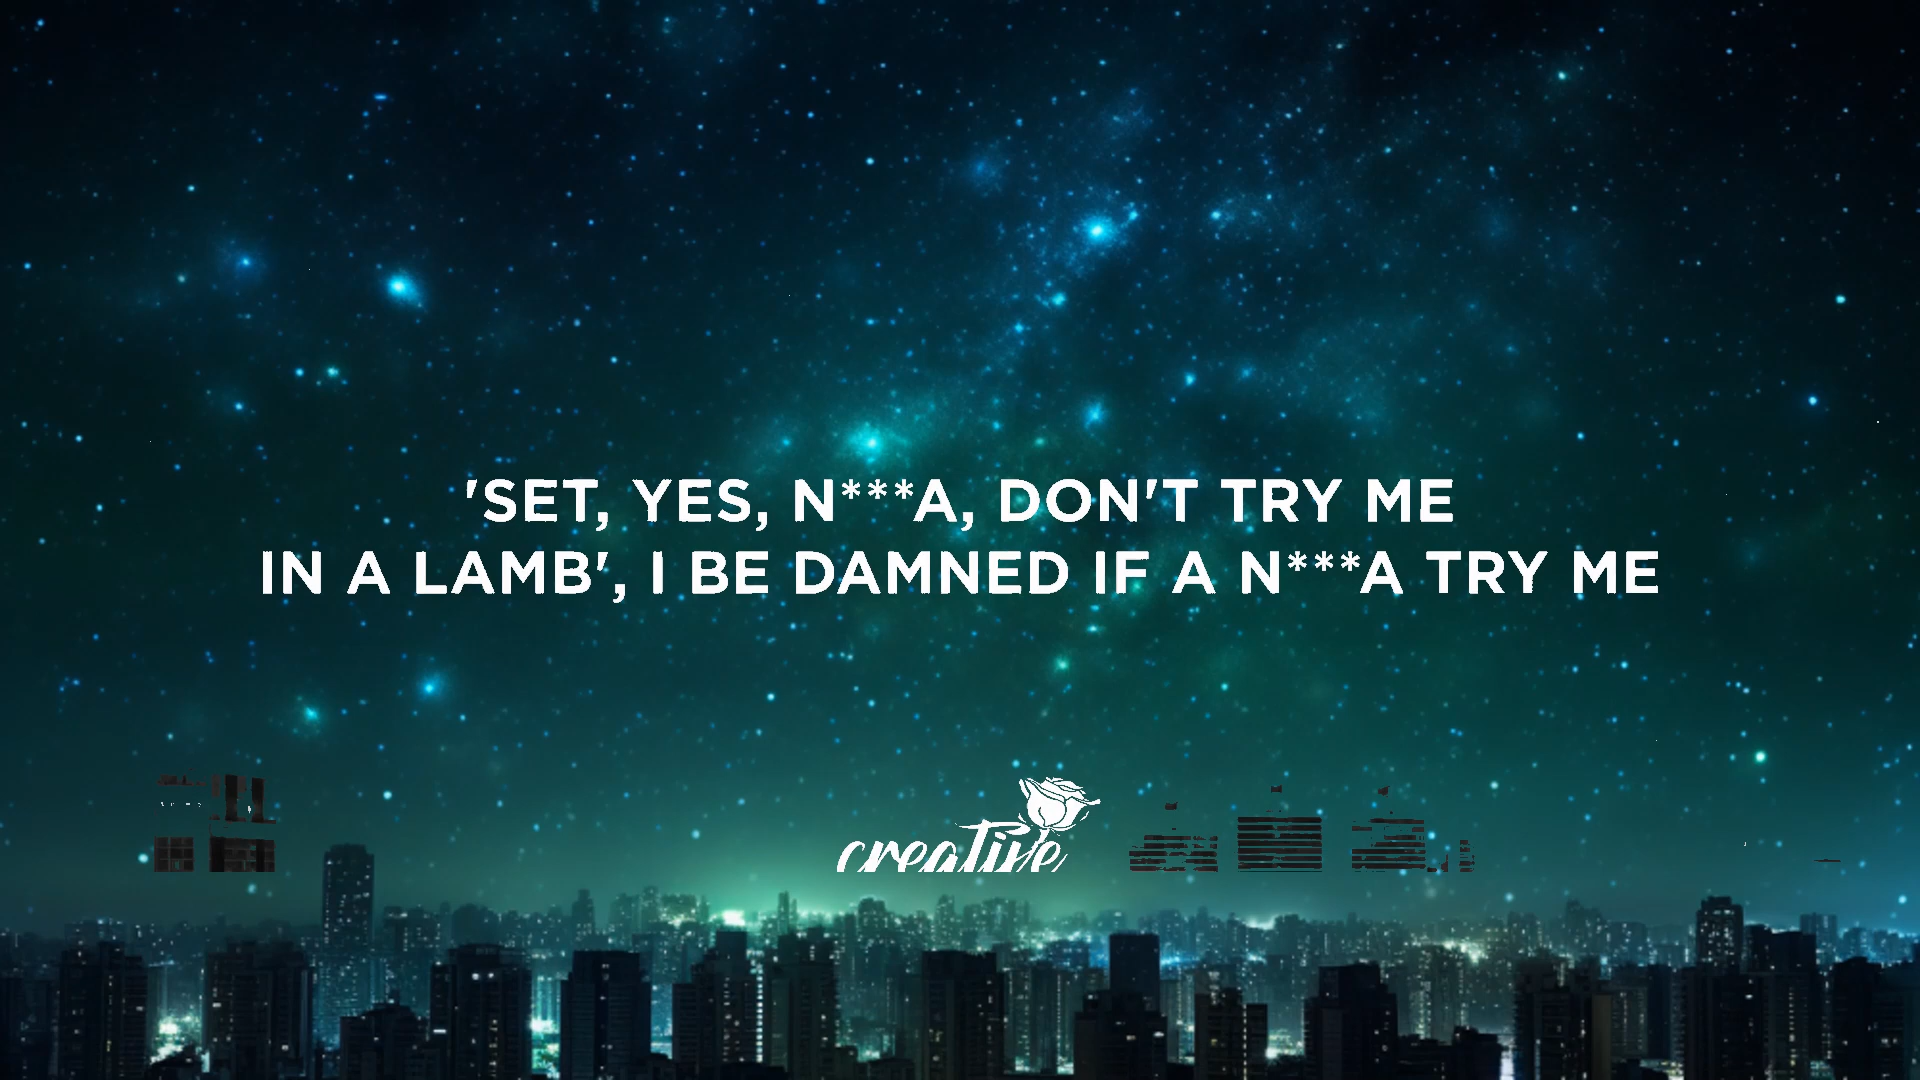 'SET, YES, N***A, DON'T TRY ME
IN A LAMB', I BE DAMNED IF A N***A TRY ME
creative